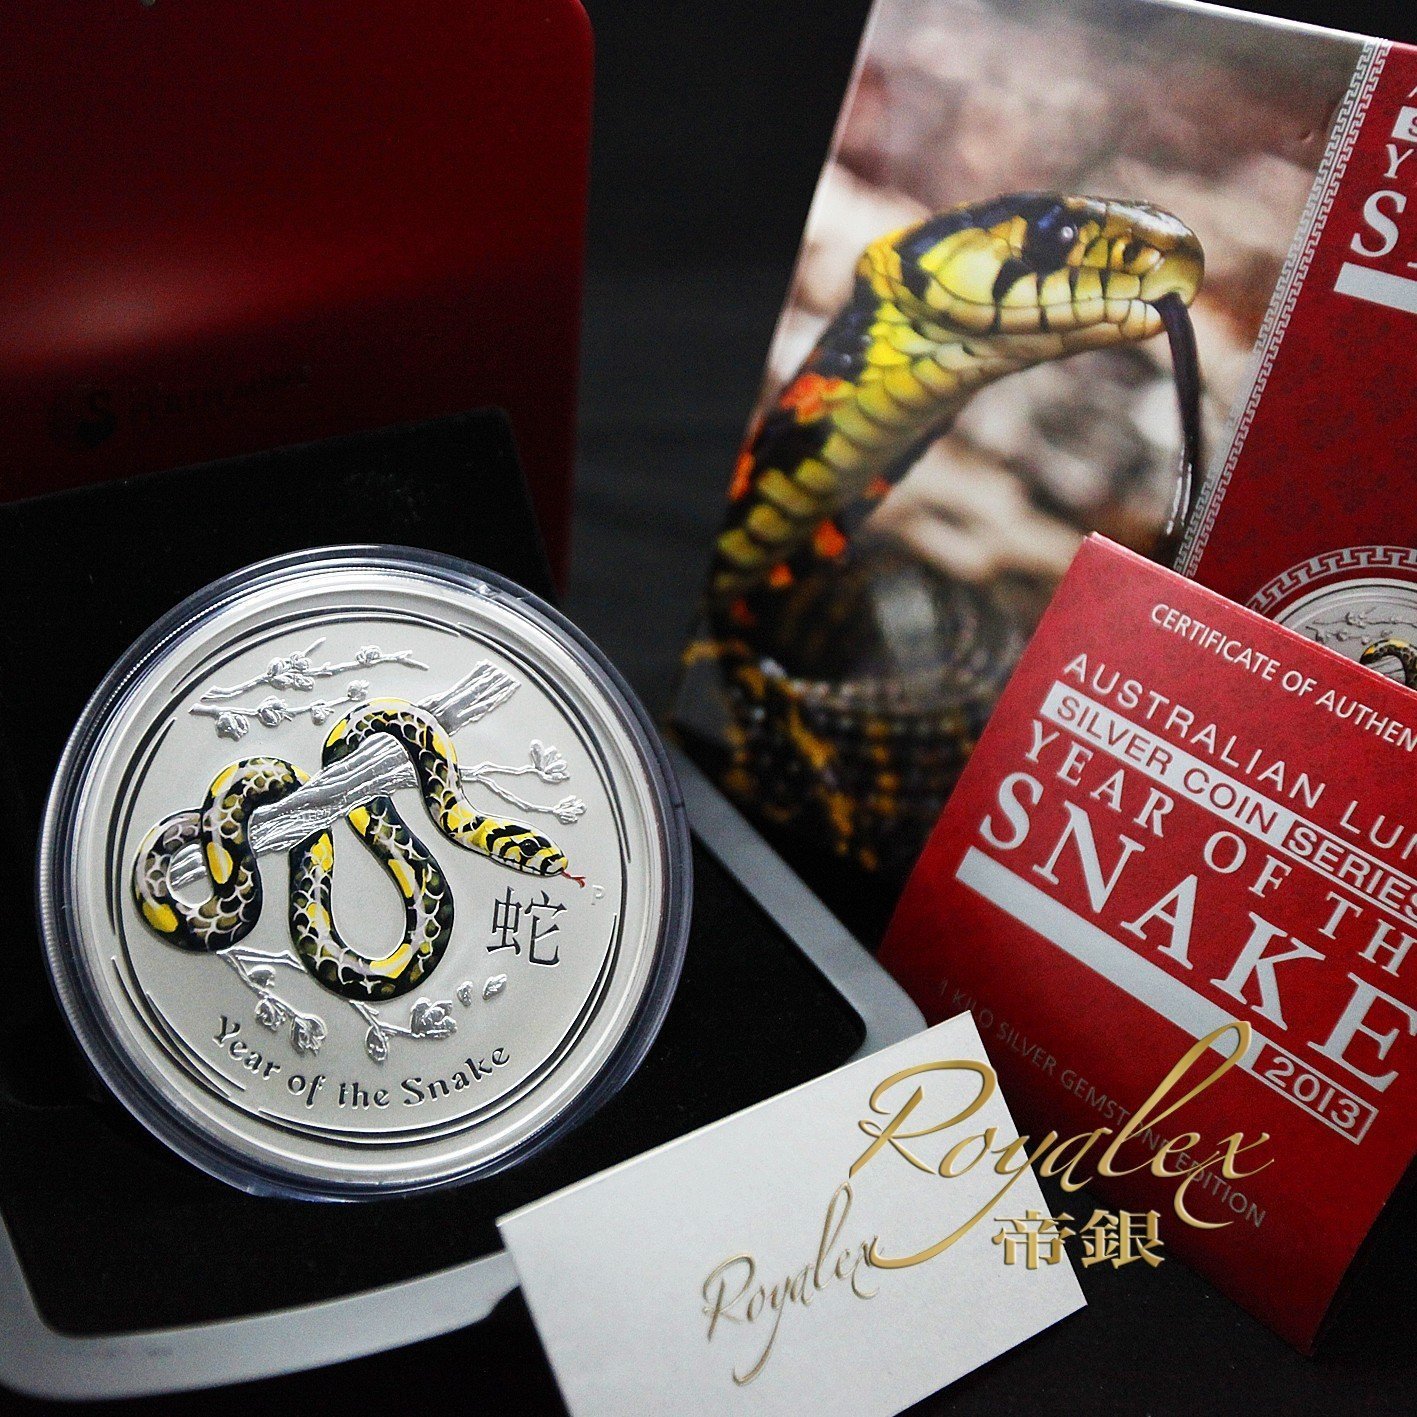 S
Y
S
CERTIFICATE OF AUTHEN
AUSTRALIAN LU
SILVER COIN SERIES
YEAR OF TH
SNAKE
2013
1 KILO SILVER GEMSTONE EDITION
蛇
P
Year of the Snake
Royalex
帝銀
Royalex